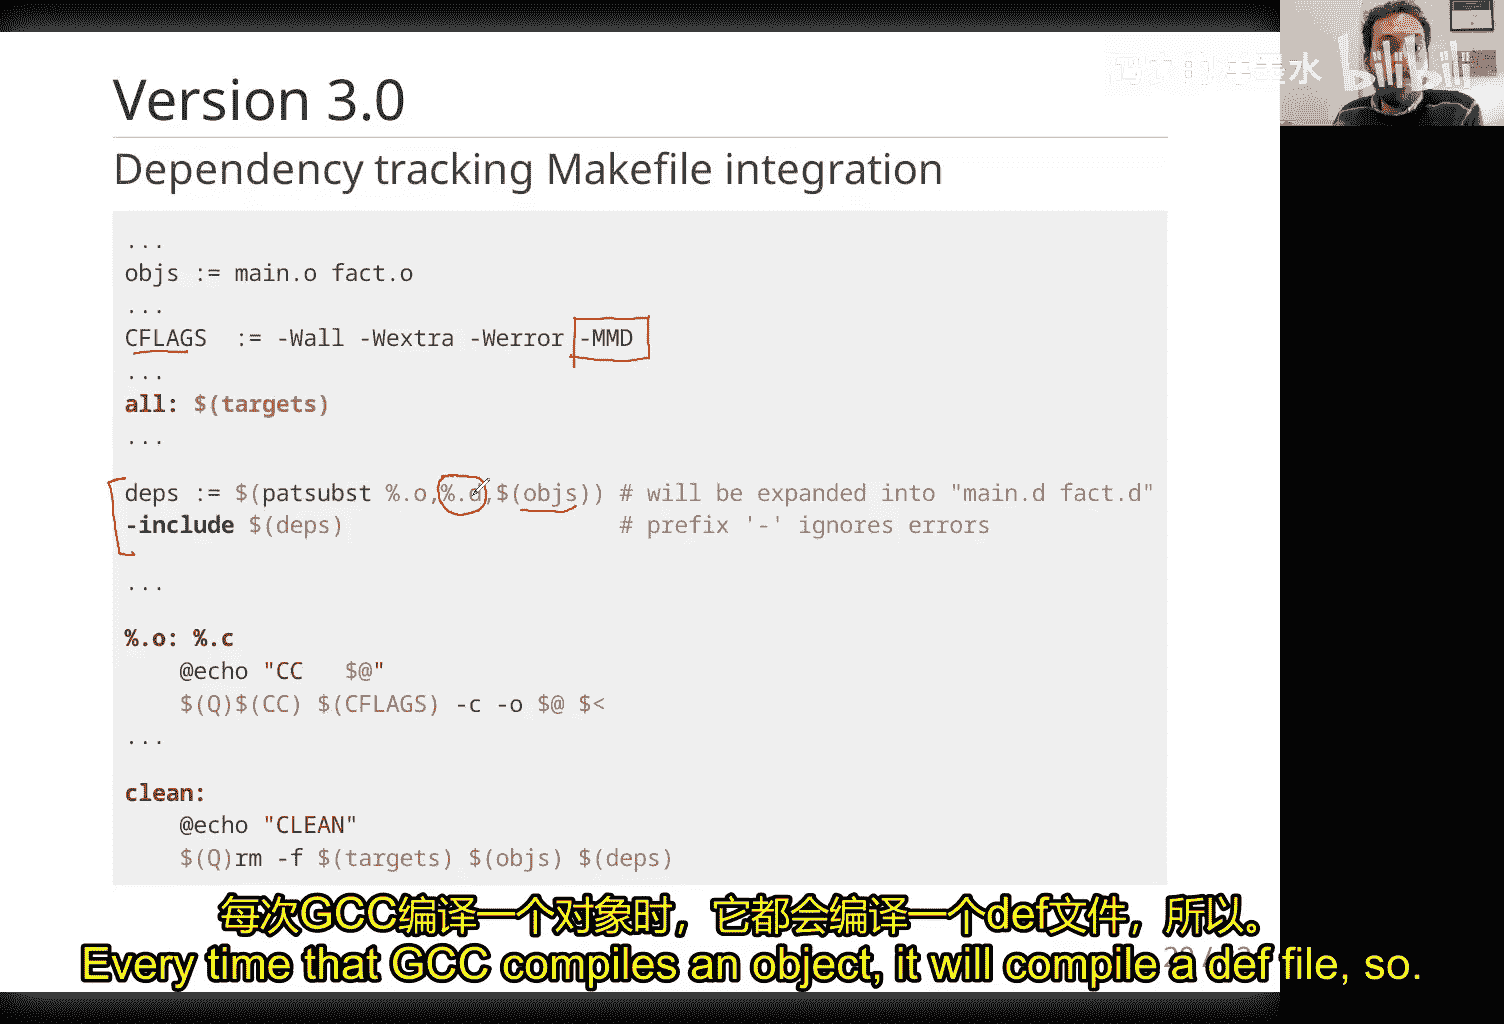 Version 3.0
Dependency tracking Makefile integration
...
objs := main.o fact.o
...
CFLAGS  := -Wall -Wextra -Werror -MMD
...
all: $(targets)
...
deps := $(patsubst %.o,%.d,$(objs)) # will be expanded into "main.d fact.d"
-include $(deps)                    # prefix '-' ignores errors
...
%.o: %.c
    @echo "CC   $@"
    $(Q)$(CC) $(CFLAGS) -c -o $@ $<
...
clean:
    @echo "CLEAN"
    $(Q)rm -f $(targets) $(objs) $(deps)
每次GCC编译一个对象时，它都会编译一个def文件，所以。
Every time that GCC compiles an object, it will compile a def file, so.
bilibili